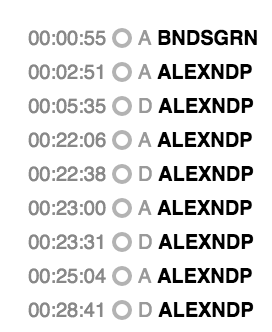 00:00:55 A BNDSGRN
00:02:51 A ALEXNDP
00:05:35 D ALEXNDP
00:22:06 A ALEXNDP
00:22:38 D ALEXNDP
00:23:00 A ALEXNDP
00:23:31 D ALEXNDP
00:25:04 A ALEXNDP
00:28:41 D ALEXNDP